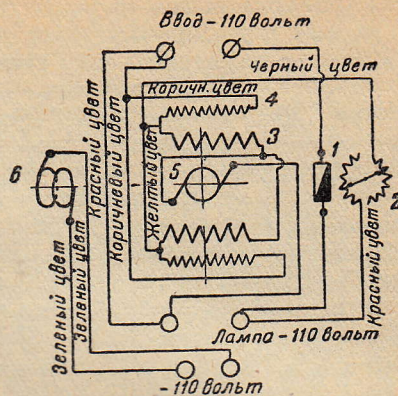 Ввод-110 вольт
Черный цвет
Коричн. цвет
4
3
1
5
6
2
Красный цвет
Коричневый цвет
Желтый цвет
Красный цвет
Зеленый цвет
Зеленый цвет
Лампа-110 вольт
-110 вольт